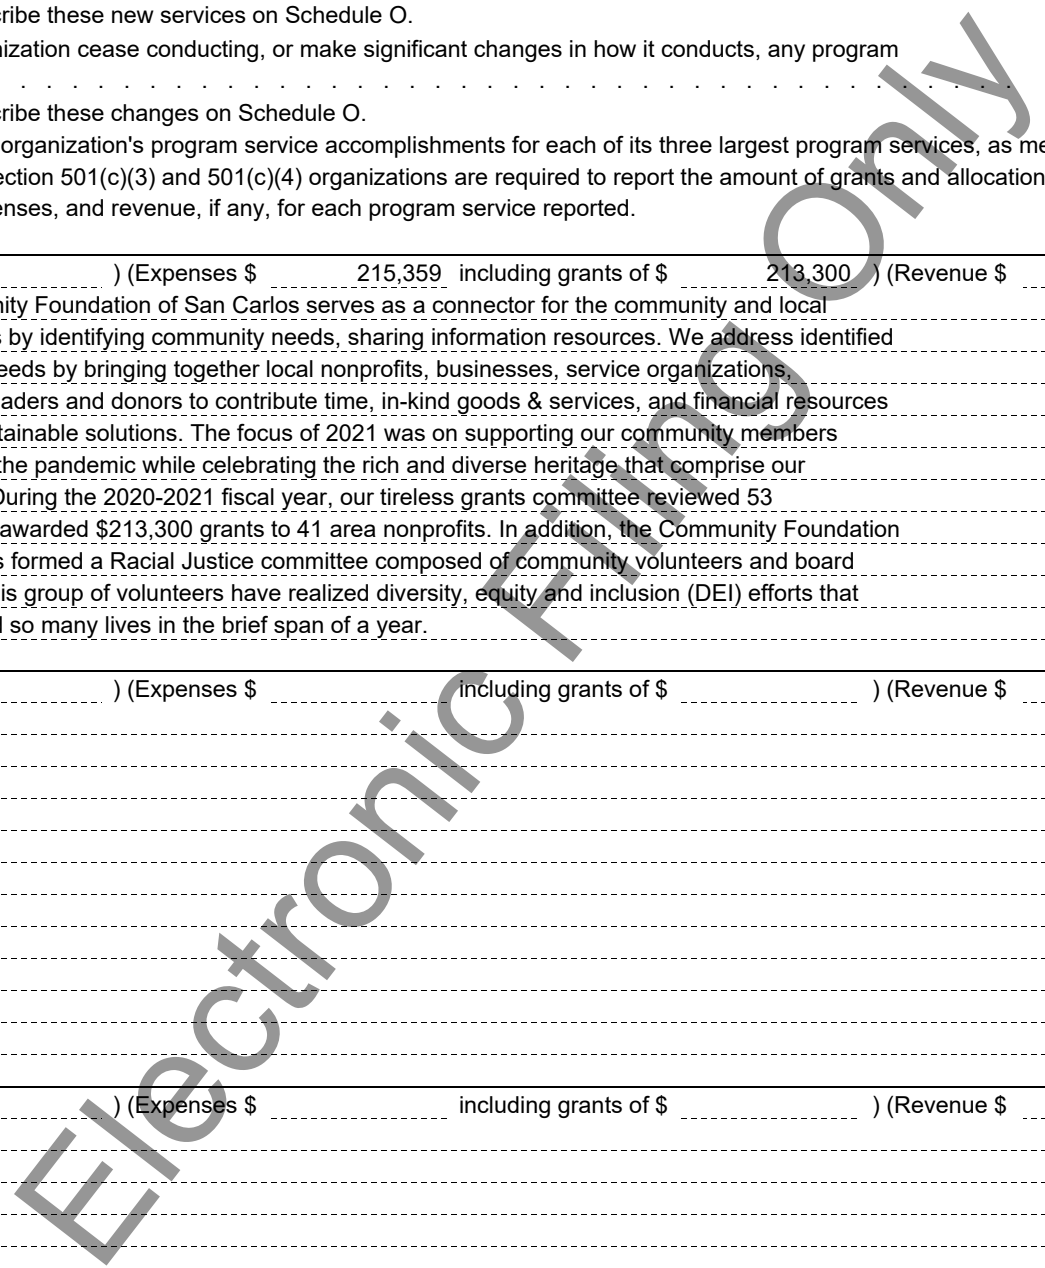 ribe these new services on Schedule O.
nization cease conducting, or make significant changes in how it conducts, any program
. . . . . . . . . . . . . . . . . . . . . . . . . . . . . . . . . . . . . . .
ribe these changes on Schedule O.
organization's program service accomplishments for each of its three largest program services, as me
ection 501(c)(3) and 501(c)(4) organizations are required to report the amount of grants and allocation
enses, and revenue, if any, for each program service reported.
) (Expenses $ 215,359 including grants of $ 213,300 ) (Revenue $
nity Foundation of San Carlos serves as a connector for the community and local
s by identifying community needs, sharing information resources. We address identified
eeds by bringing together local nonprofits, businesses, service organizations,
aders and donors to contribute time, in-kind goods & services, and financial resources
tainable solutions. The focus of 2021 was on supporting our community members
the pandemic while celebrating the rich and diverse heritage that comprise our
During the 2020-2021 fiscal year, our tireless grants committee reviewed 53
awarded $213,300 grants to 41 area nonprofits. In addition, the Community Foundation
s formed a Racial Justice committee composed of community volunteers and board
is group of volunteers have realized diversity, equity and inclusion (DEI) efforts that
d so many lives in the brief span of a year.
) (Expenses $ including grants of $ ) (Revenue $
) (Expenses $ including grants of $ ) (Revenue $
Electronic Filing Only